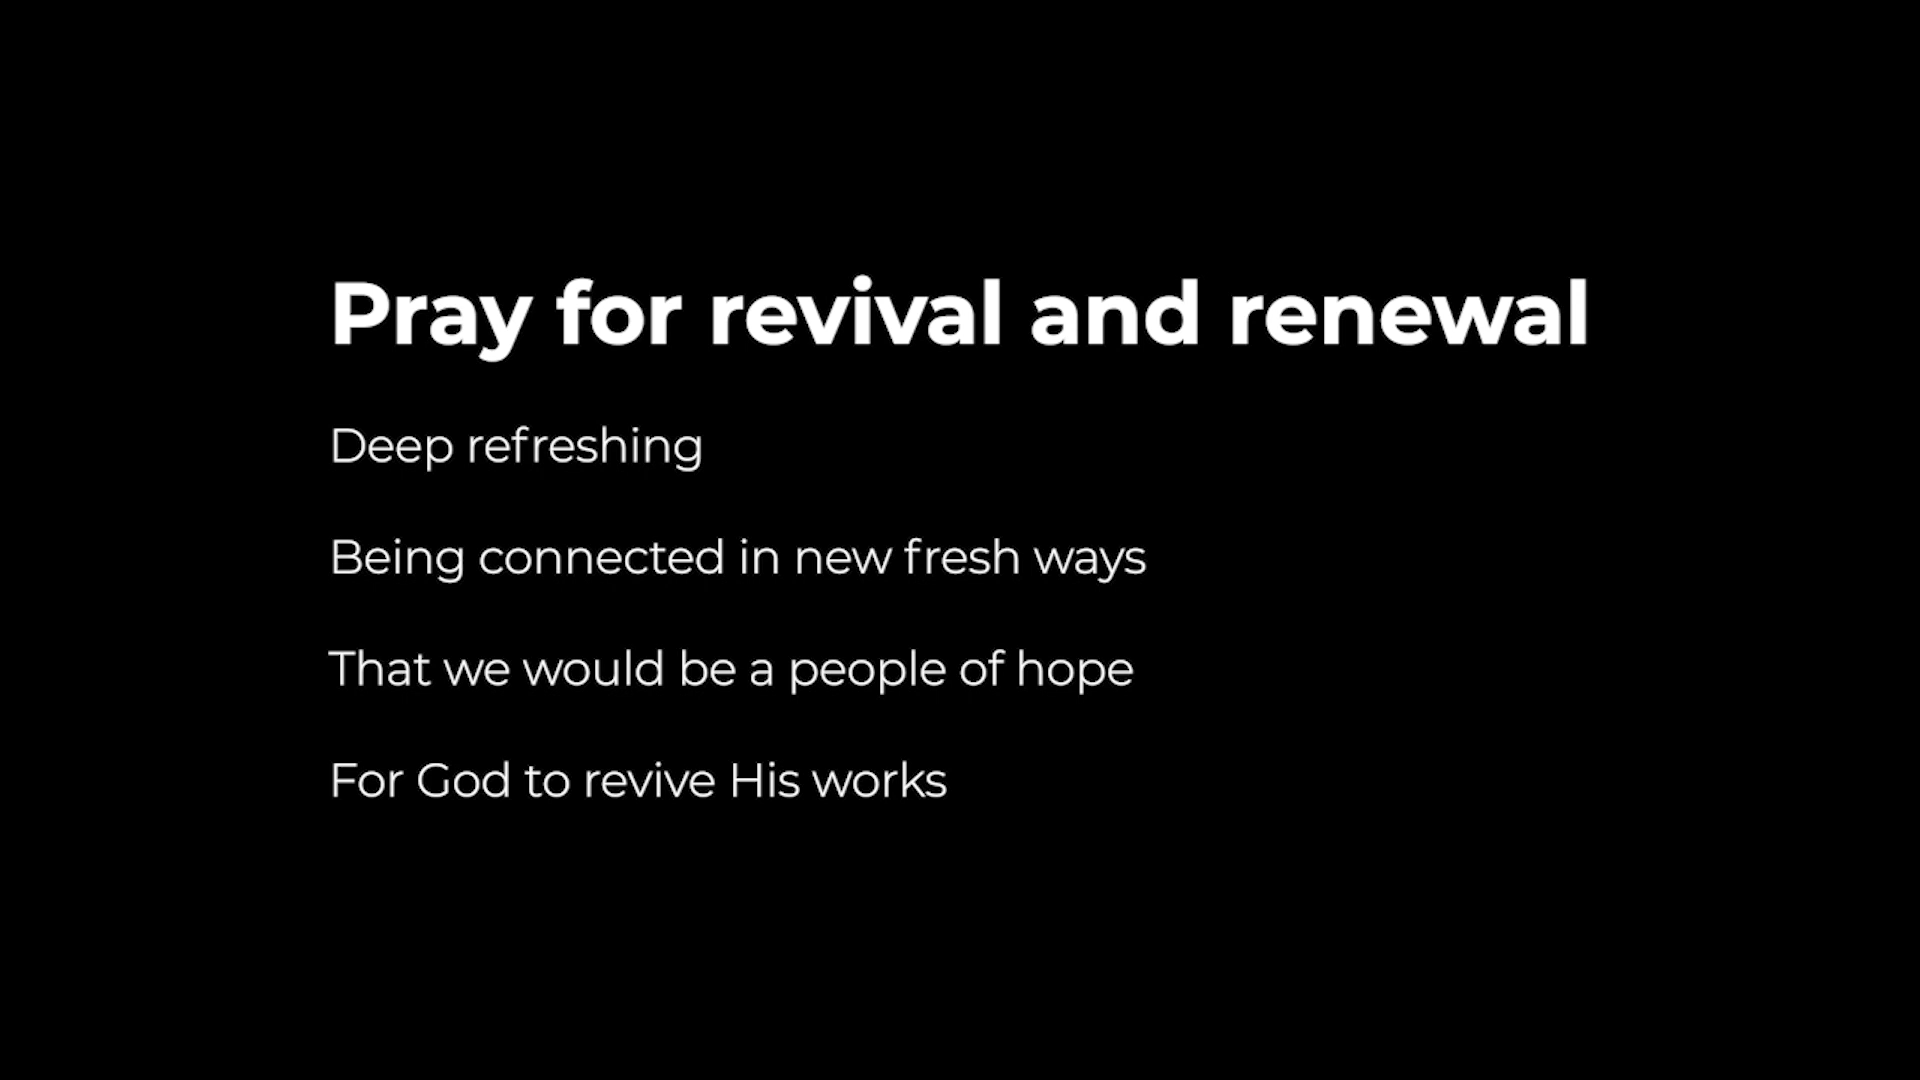 Pray for revival and renewal
Deep refreshing
Being connected in new fresh ways
That we would be a people of hope
For God to revive His works